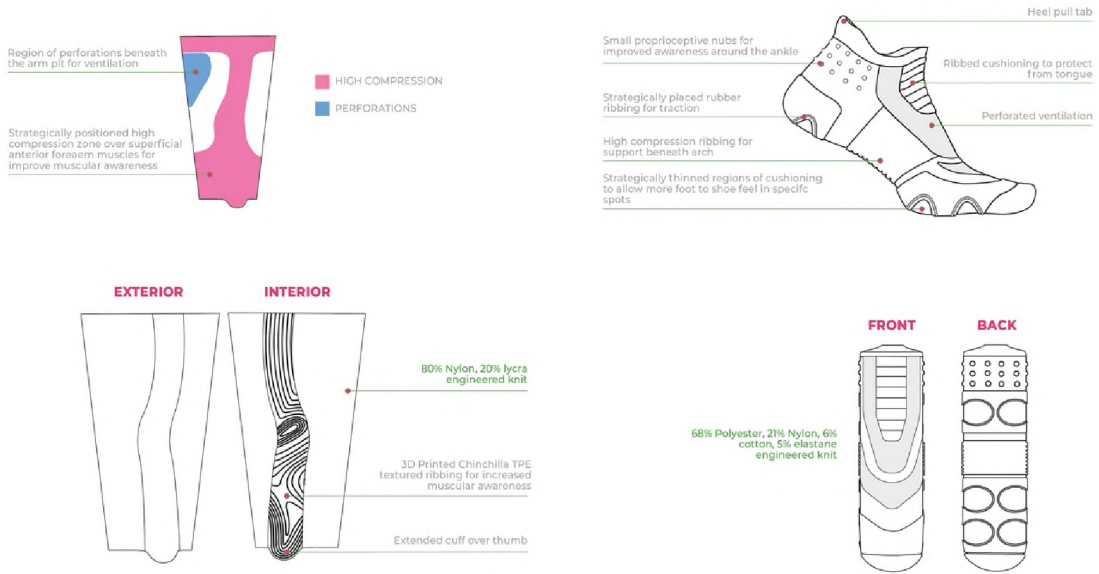 Region of perforations beneath
the arm pit for ventilation
Strategically positioned high
compression zone over superficial
anterior foraem muscles for
improve muscular awareness
HIGH COMPRESSION
PERFORATIONS
Heel pull tab
Small proprioceptive nubs for
improved awareness around the ankle
Ribbed cushioning to protect
from tongue
Strategically placed rubber
ribbing for traction
Perforated ventilation
High compression ribbing for
support beneath arch
Strategically thinned regions of cushioning
to allow more foot to shoe feel in specifc
spots
EXTERIOR
INTERIOR
80% Nylon, 20% lycra
engineered knit
3D Printed Chinchilla TPE
textured ribbing for increased
muscular awareness
Extended cuff over thumb
FRONT
BACK
68% Polyester, 21% Nylon, 6%
cotton, 5% elastane
engineered knit